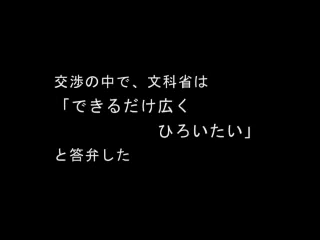 交渉の中で、文科省は
「できるだけ広く
ひろいたい」
と答弁した